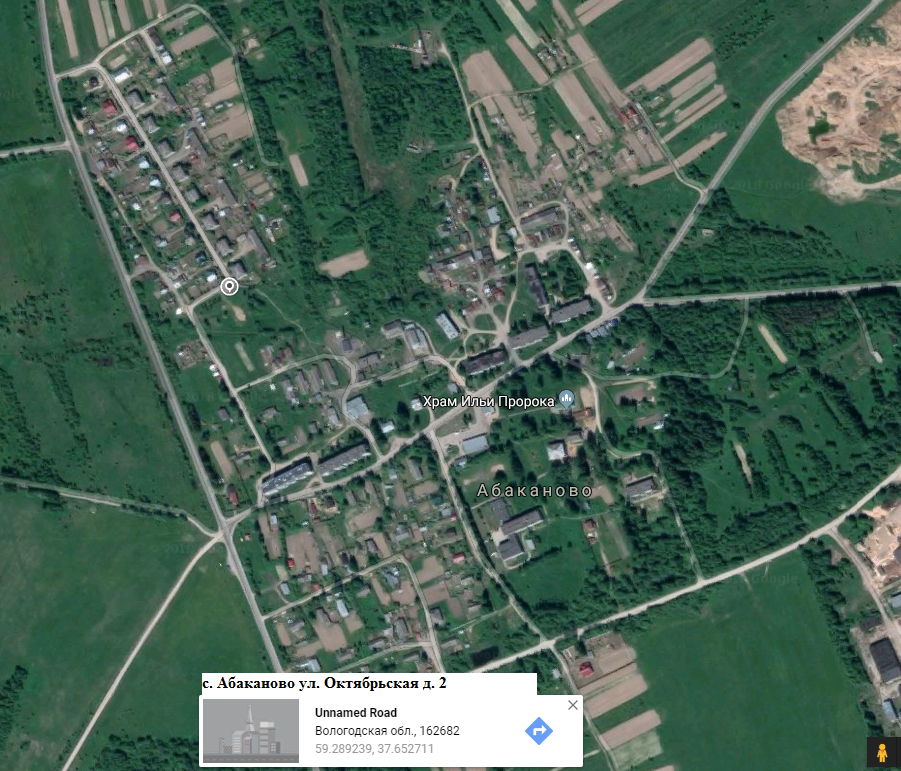 Храм Ильи Пророка
Абаканово
с. Абаканово ул. Октябрьская д. 2
Unnamed Road
Вологодская обл., 162682
59.289239, 37.652711